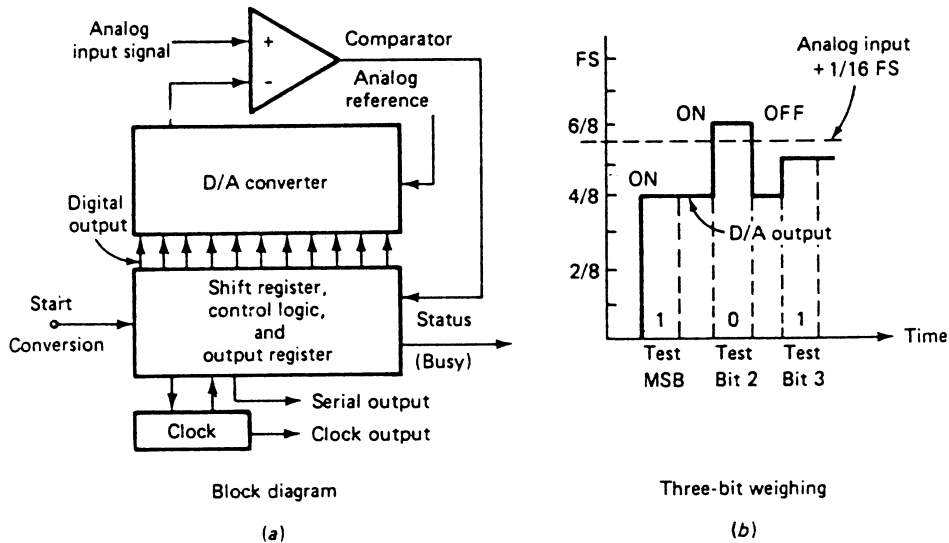 Analog
input signal
+
-
Comparator
Analog
reference
D/A converter
Digital
output
Start
Conversion
Shift register,
control logic,
and
output register
Status
(Busy)
Serial output
Clock
Clock output
Block diagram
(a)
FS
6/8
4/8
2/8
Analog input
+ 1/16 FS
ON
OFF
ON
D/A output
1
0
1
Time
Test
MSB
Test
Bit 2
Test
Bit 3
Three-bit weighing
(b)